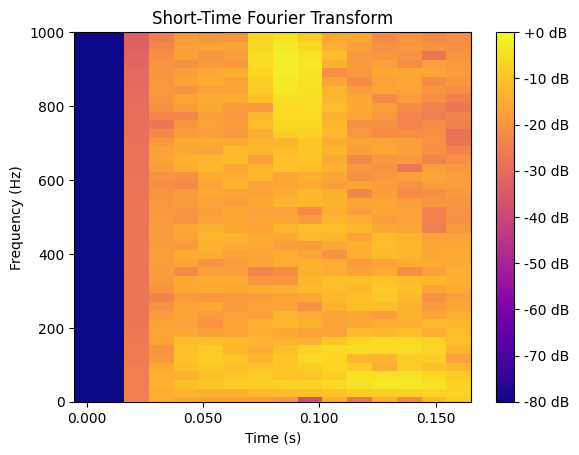 Short-Time Fourier Transform
Frequency (Hz)
1000
800
600
400
200
0
0.000
0.050
0.100
0.150
Time (s)
+0 dB
-10 dB
-20 dB
-30 dB
-40 dB
-50 dB
-60 dB
-70 dB
-80 dB